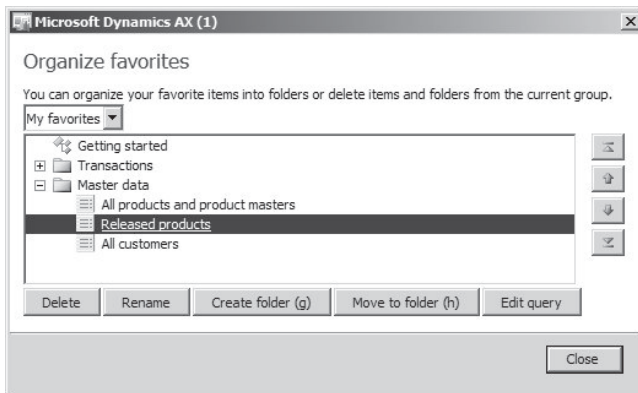 Microsoft Dynamics AX (1)
Organize favorites
You can organize your favorite items into folders or delete items and folders from the current group.
My favorites
Getting started
Transactions
Master data
All products and product masters
Released products
All customers
Delete Rename Create folder (g) Move to folder (h) Edit query
Close